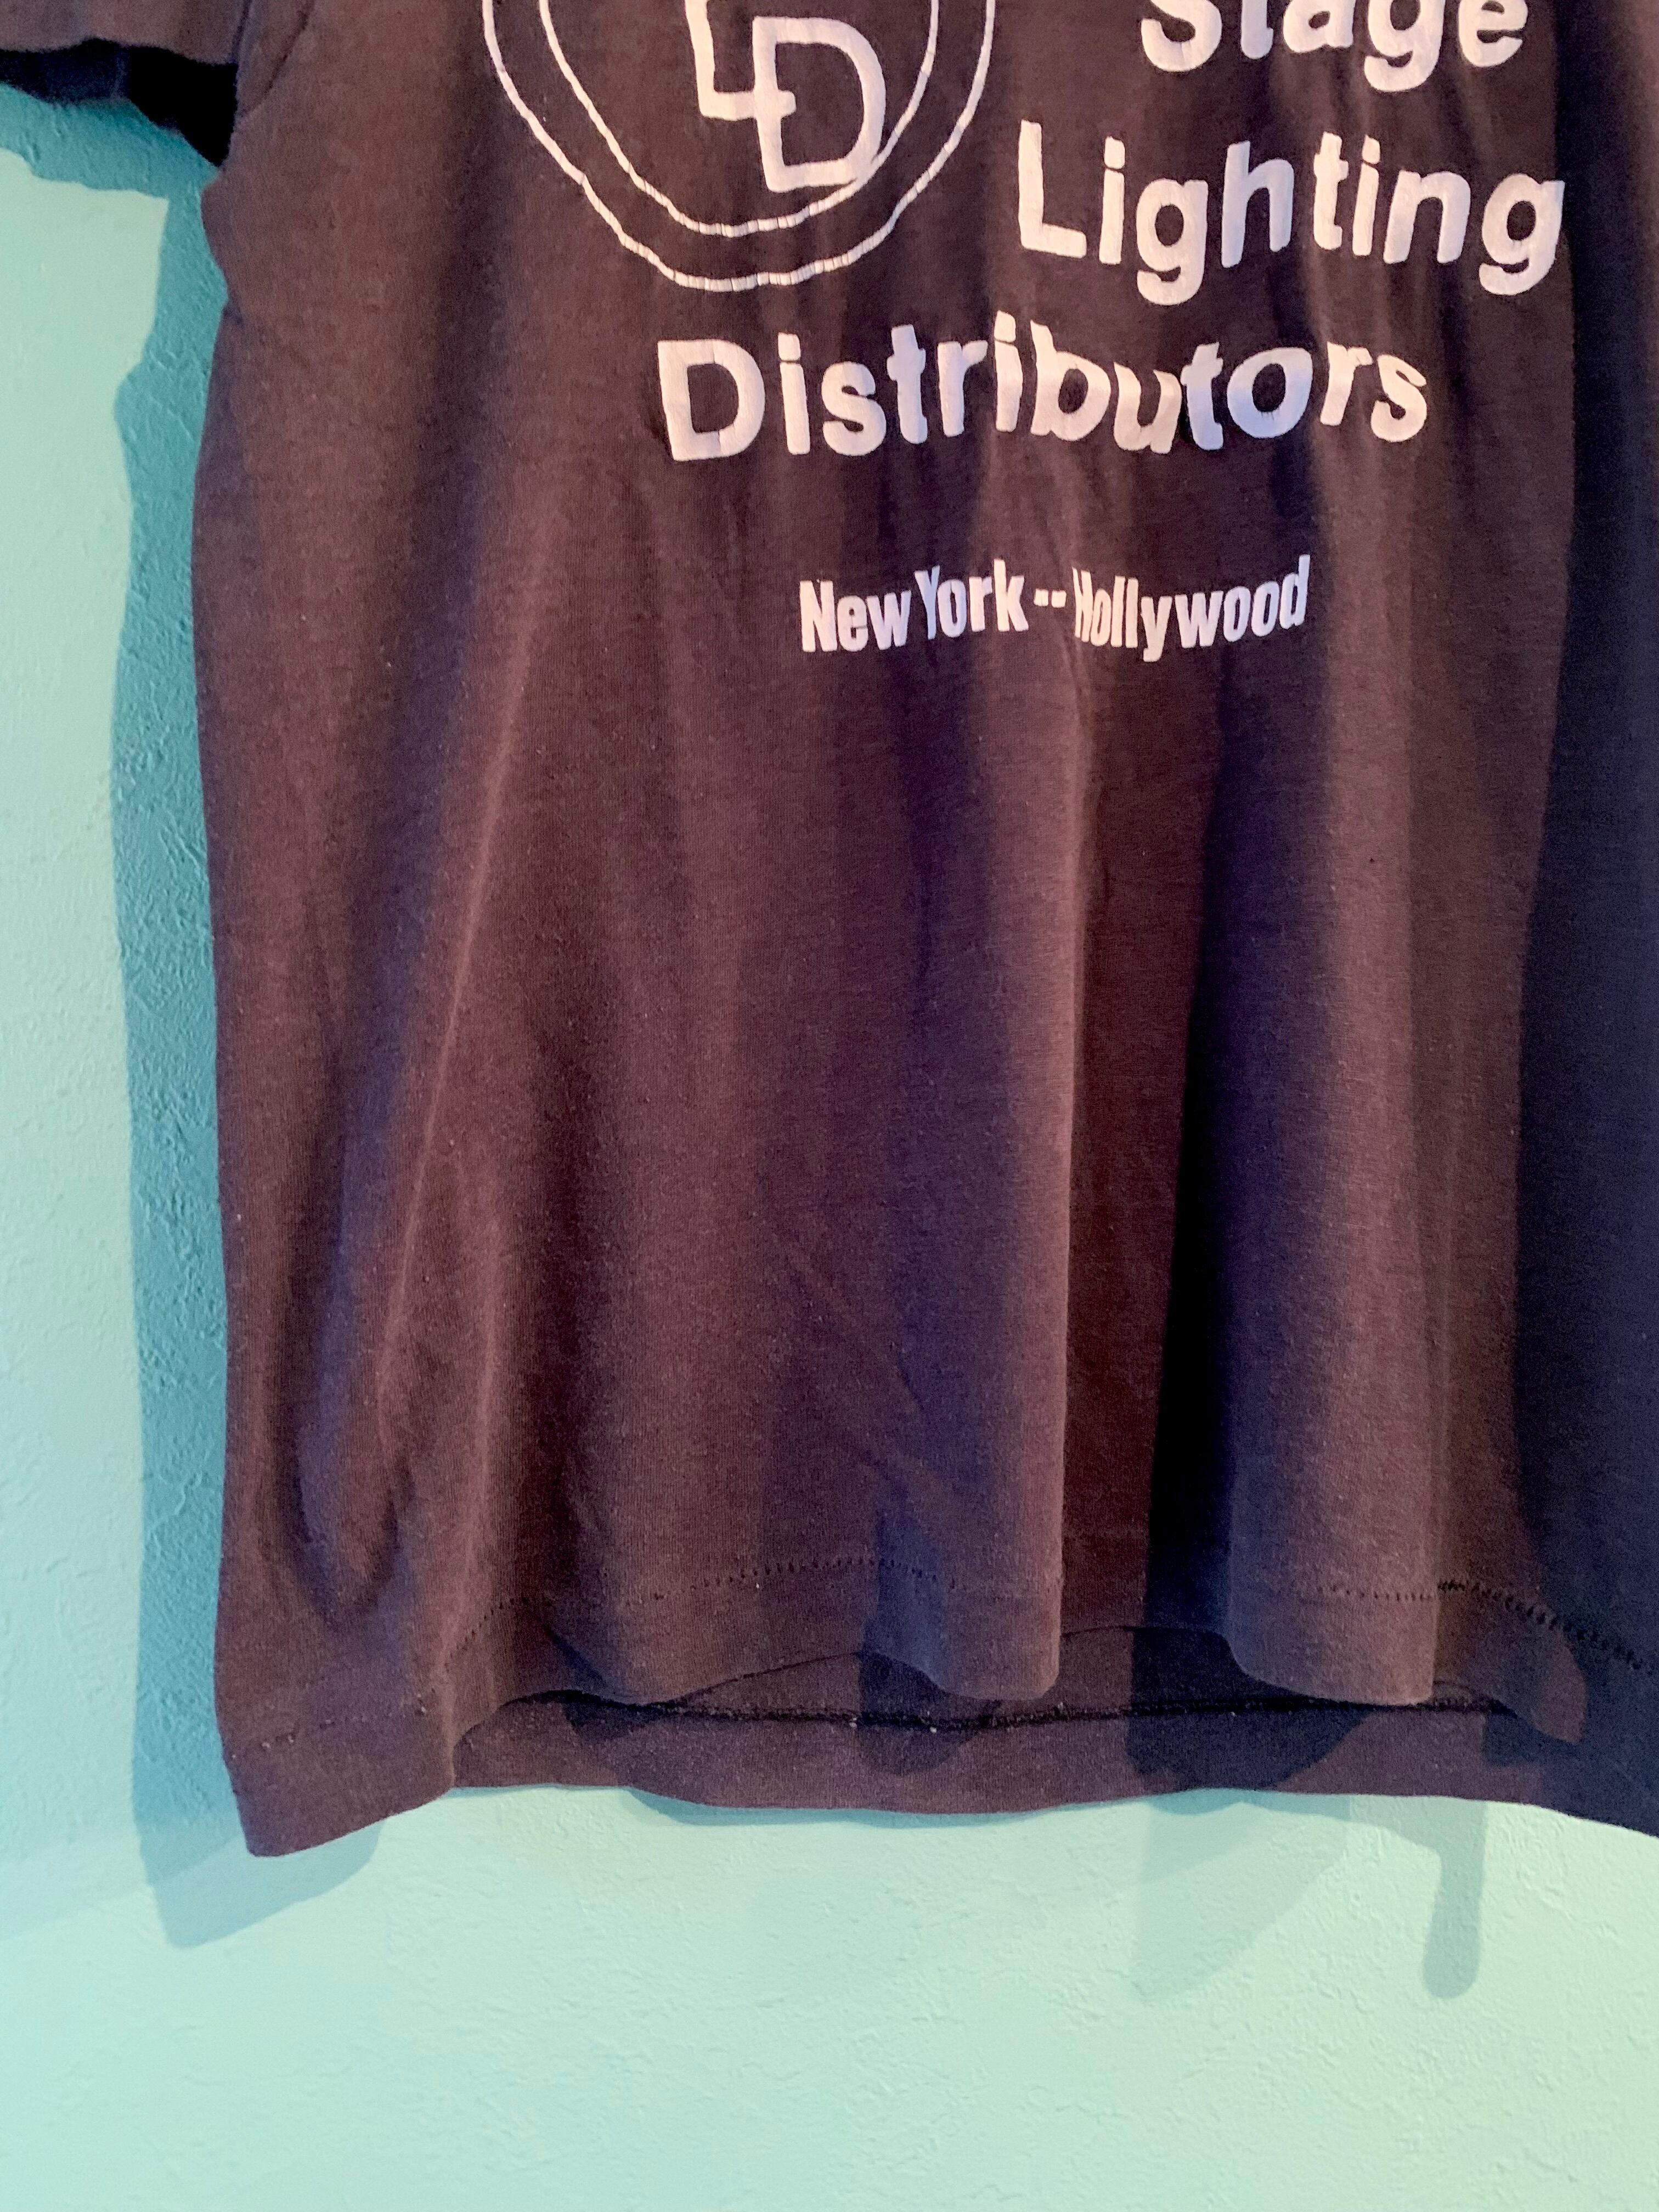 LD
Stage
Lighting
Distributors
New York -- Hollywood